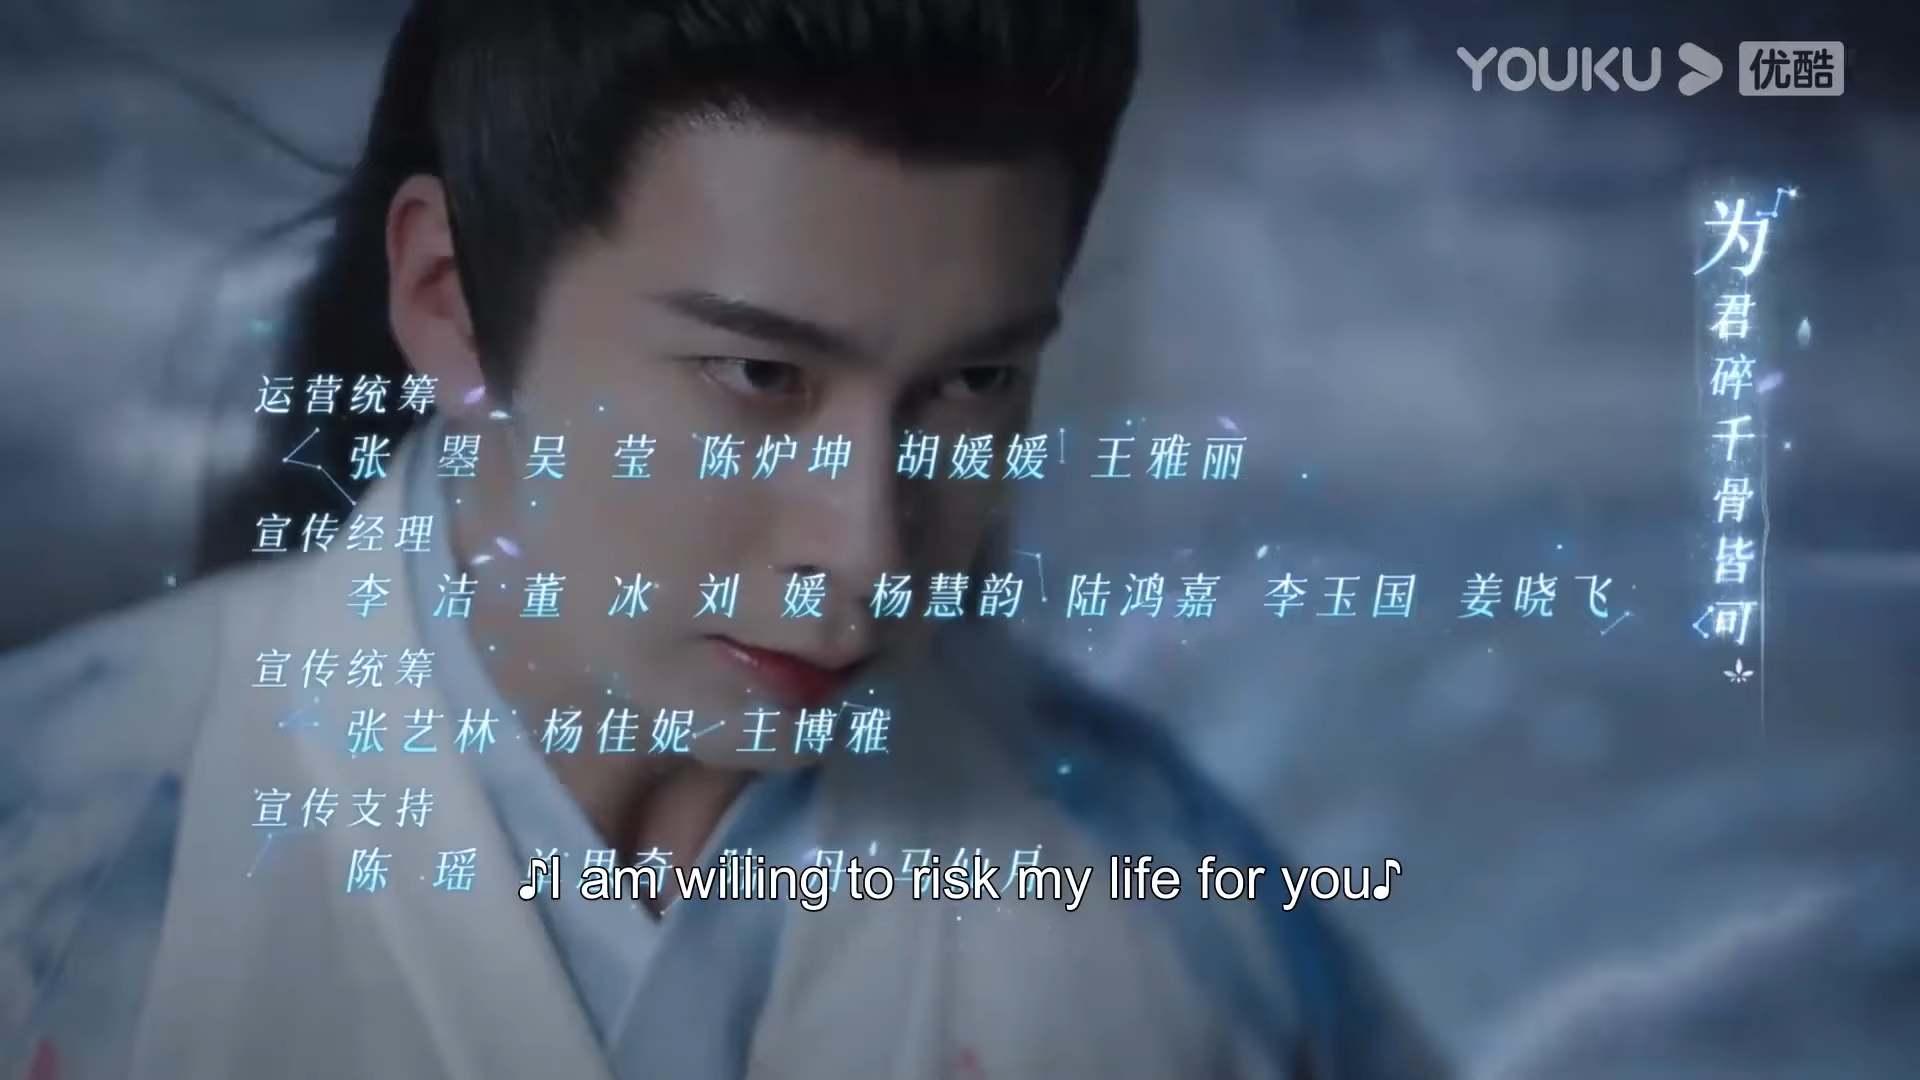 YOUKU 优酷
为君碎千骨皆可
运营统筹
张曌 吴莹 陈炉坤 胡媛媛 王雅丽
宣传经理
李洁 董冰 刘媛 杨慧韵 陆鸿嘉 李玉国 姜晓飞
宣传统筹
张艺林 杨佳妮 王博雅
宣传支持
陈瑶
♪I am willing to risk my life for you♪